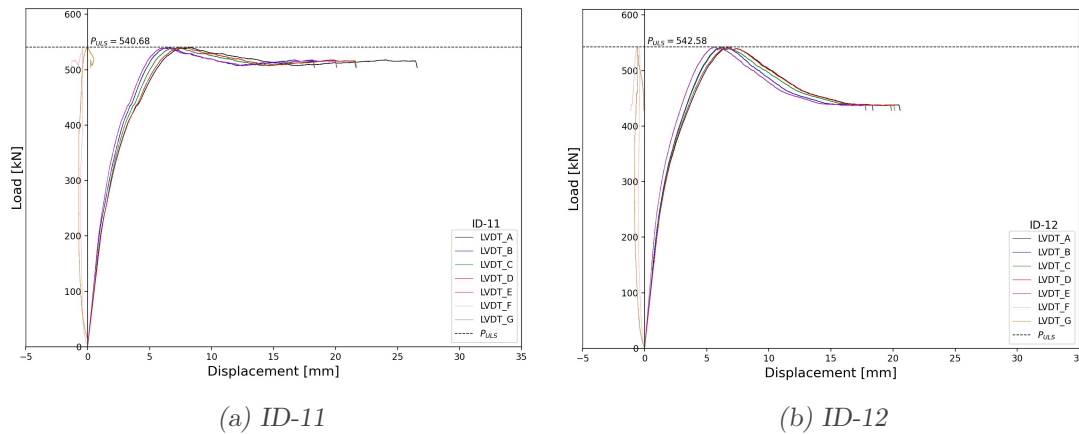 600
500
400
300
200
100
0
Load [kN]
P_ULS = 540.68
ID-11
LVDT_A
LVDT_B
LVDT_C
LVDT_D
LVDT_E
LVDT_F
LVDT_G
P_ULS
-5 0 5 10 15 20 25 30 35
Displacement [mm]
(a) ID-11
600
500
400
300
200
100
0
Load [kN]
P_ULS = 542.58
ID-12
LVDT_A
LVDT_B
LVDT_C
LVDT_D
LVDT_E
LVDT_F
LVDT_G
P_ULS
-5 0 5 10 15 20 25 30 35
Displacement [mm]
(b) ID-12